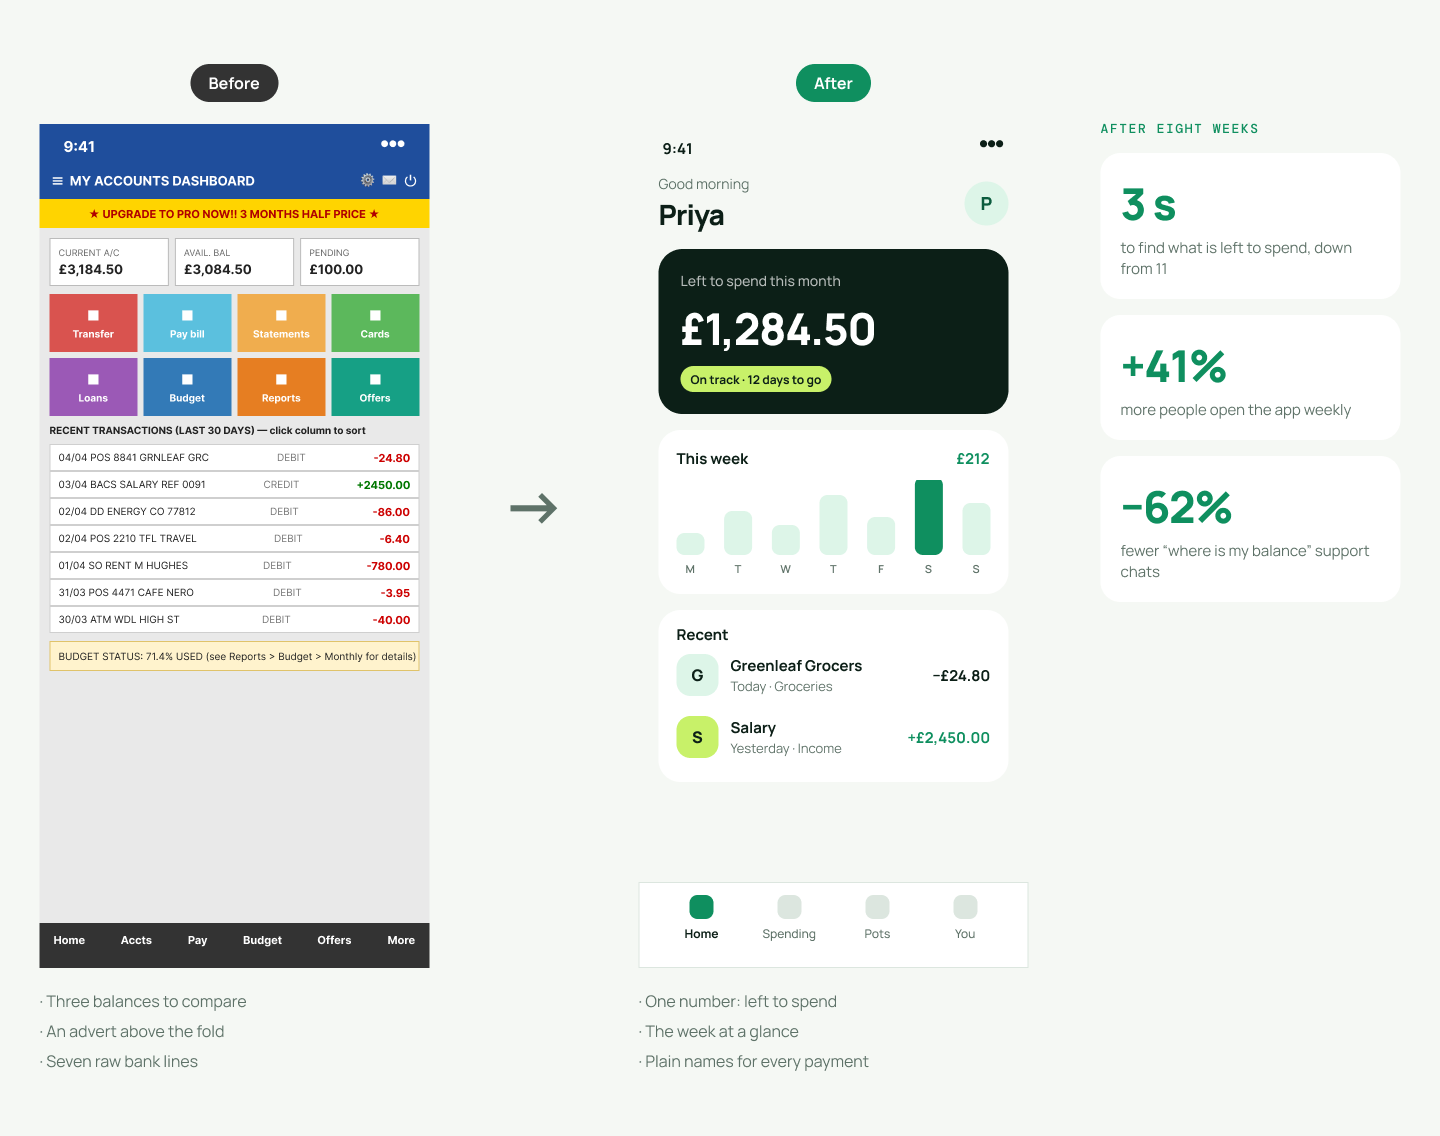 Before
9:41
MY ACCOUNTS DASHBOARD
★ UPGRADE TO PRO NOW!! 3 MONTHS HALF PRICE ★
CURRENT A/C
£3,184.50
AVAIL. BAL
£3,084.50
PENDING
£100.00
Transfer
Pay bill
Statements
Cards
Loans
Budget
Reports
Offers
RECENT TRANSACTIONS (LAST 30 DAYS) — click column to sort
04/04 POS 8841 GRNLEAF GRC DEBIT -24.80
03/04 BACS SALARY REF 0091 CREDIT +2450.00
02/04 DD ENERGY CO 77812 DEBIT -86.00
02/04 POS 2210 TFL TRAVEL DEBIT -6.40
01/04 SO RENT M HUGHES DEBIT -780.00
31/03 POS 4471 CAFE NERO DEBIT -3.95
30/03 ATM WDL HIGH ST DEBIT -40.00
BUDGET STATUS: 71.4% USED (see Reports > Budget > Monthly for details)
Home Accts Pay Budget Offers More
· Three balances to compare
· An advert above the fold
· Seven raw bank lines
After
9:41
Good morning
Priya
P
Left to spend this month
£1,284.50
On track · 12 days to go
This week £212
M T W T F S S
Recent
G
Greenleaf Grocers
Today · Groceries
−£24.80
S
Salary
Yesterday · Income
+£2,450.00
Home Spending Pots You
· One number: left to spend
· The week at a glance
· Plain names for every payment
AFTER EIGHT WEEKS
3 s
to find what is left to spend, down
from 11
+41%
more people open the app weekly
−62%
fewer “where is my balance” support
chats